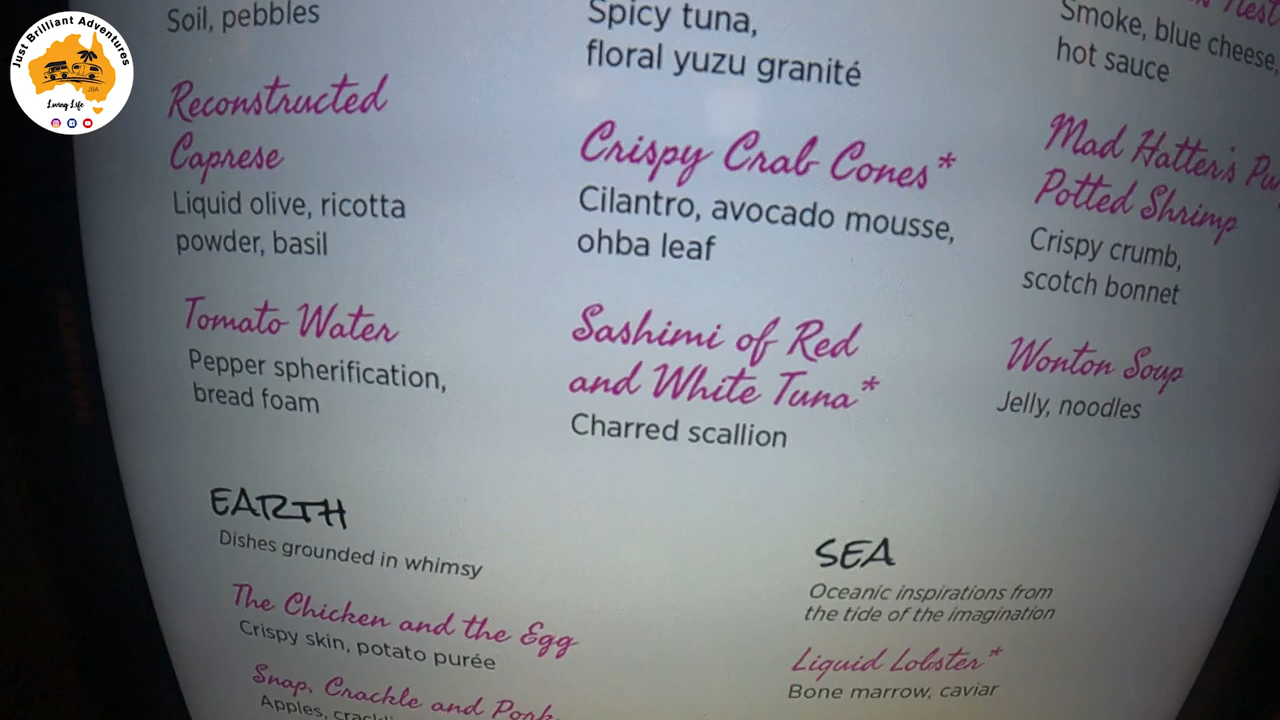 Just Brilliant Adventures
JBA
Living Life
Soil, pebbles
Reconstructed
Caprese
Liquid olive, ricotta
powder, basil
Tomato Water
Pepper spherification,
bread foam
Spicy tuna,
floral yuzu granité
Crispy Crab Cones*
Cilantro, avocado mousse,
ohba leaf
Sashimi of Red
and White Tuna*
Charred scallion
Nest
Smoke, blue cheese,
hot sauce
Mad Hatter's
Potted Shrimp
Crispy crumb,
scotch bonnet
Wonton Soup
Jelly, noodles
EARTH
Dishes grounded in whimsy
The Chicken and the Egg
Crispy skin, potato purée
Snap, Crackle and Pork
Apples,
SEA
Oceanic inspirations from
the tide of the imagination
Liquid Lobster*
Bone marrow, caviar